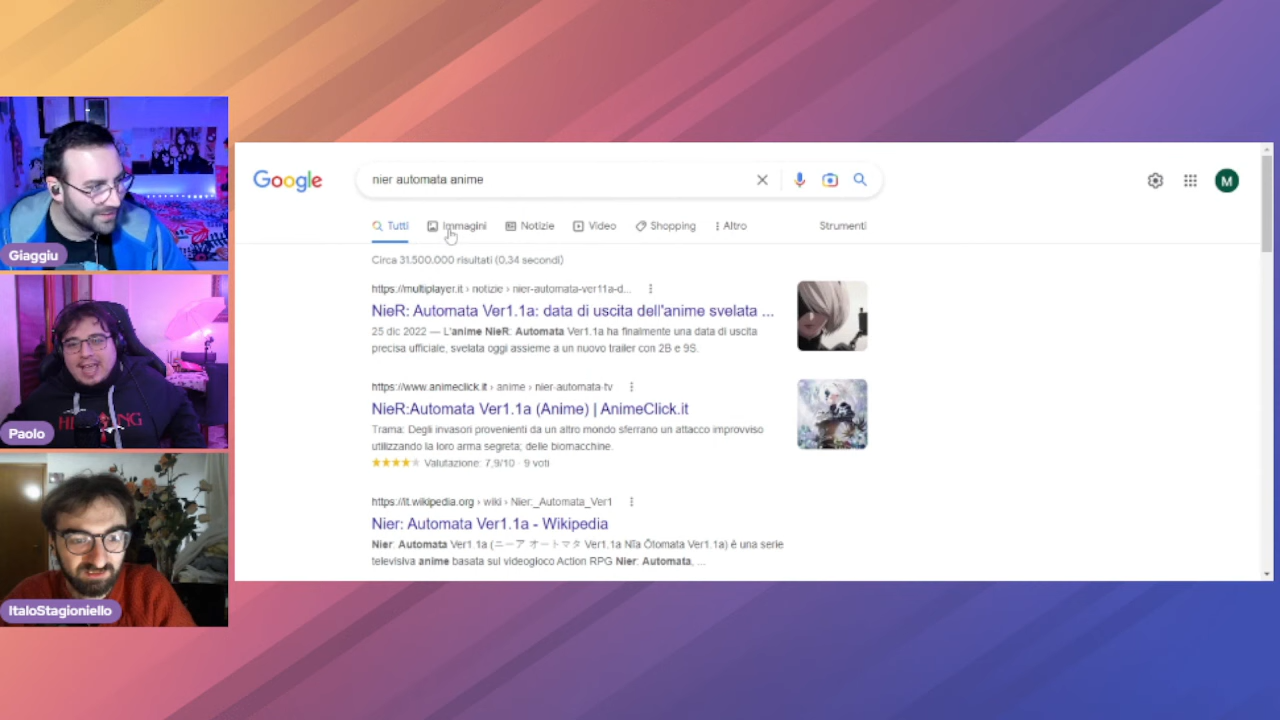 Giaggiu
Paolo
ItaloStagioniello
Google
nier automata anime
M
Tutti
Immagini
Notizie
Video
Shopping
Altro
Strumenti
Circa 31.500.000 risultati (0,34 secondi)
https://multiplayer.it › notizie › nier-automata-ver11a-d...
NieR: Automata Ver1.1a: data di uscita dell'anime svelata ...
25 dic 2022 — L'anime NieR: Automata Ver1.1a ha finalmente una data di uscita
precisa ufficiale, svelata oggi assieme a un nuovo trailer con 2B e 9S.
https://www.animeclick.it › anime › nier-automata-tv
NieR:Automata Ver1.1a (Anime) | AnimeClick.it
Trama: Degli invasori provenienti da un altro mondo sferrano un attacco improvviso
utilizzando la loro arma segreta; delle biomacchine.
Valutazione: 7,9/10 · 9 voti
https://it.wikipedia.org › wiki › Nier:_Automata_Ver1
Nier: Automata Ver1.1a - Wikipedia
Nier: Automata Ver1.1a (ニーア オートマタ Ver1.1a Nīa Ōtomata Ver1.1a) è una serie
televisiva anime basata sul videogioco Action RPG Nier: Automata, ...